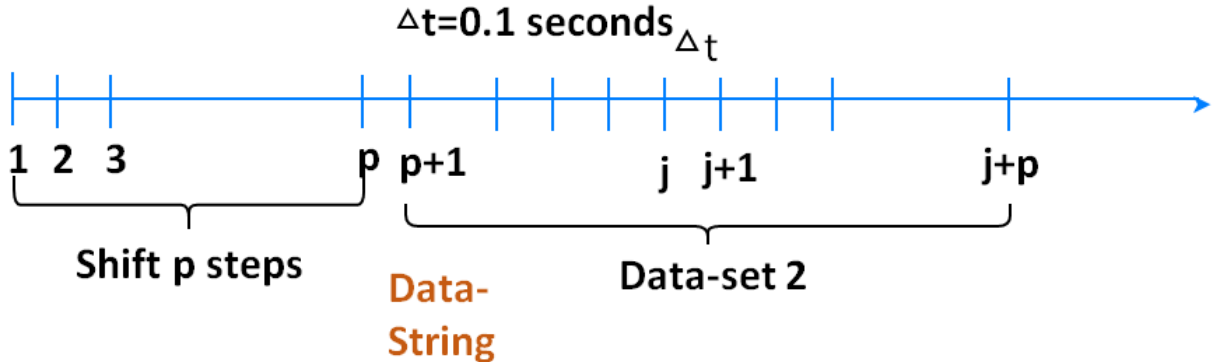 △t=0.1 seconds
△t
1 2 3 p p+1 j j+1 j+p
Shift p steps
Data-set 2
Data-
String